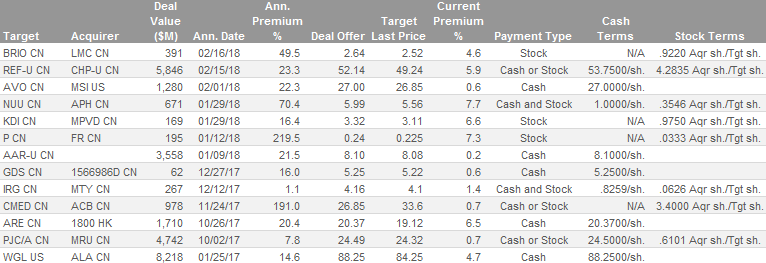 Deal Ann. Target Current
Value Premium Target Premium Cash
Target Acquirer ($M) Ann. Date % Deal Offer Last Price % Payment Type Terms Stock Terms
BRIO CN LMC CN 391 02/16/18 49.5 2.64 2.52 4.6 Stock N/A .9220 Aqr sh./Tgt sh.
REF-U CN CHP-U CN 5,846 02/15/18 23.3 52.14 49.24 5.9 Cash or Stock 53.7500/sh. 4.2835 Aqr sh./Tgt sh.
AVO CN MSI US 1,280 02/01/18 22.3 27.00 26.85 0.6 Cash 27.0000/sh.
NUU CN APH CN 671 01/29/18 70.4 5.99 5.56 7.7 Cash and Stock 1.0000/sh. .3546 Aqr sh./Tgt sh.
KDI CN MPVD CN 169 01/29/18 16.4 3.32 3.11 6.6 Stock N/A .9750 Aqr sh./Tgt sh.
P CN FR CN 195 01/12/18 219.5 0.24 0.225 7.3 Stock N/A .0333 Aqr sh./Tgt sh.
AAR-U CN 3,558 01/09/18 21.5 8.10 8.08 0.2 Cash 8.1000/sh.
GDS CN 1566986D CN 62 12/27/17 16.0 5.25 5.22 0.6 Cash 5.2500/sh.
IRG CN MTY CN 267 12/12/17 1.1 4.16 4.1 1.4 Cash and Stock .8259/sh. .0626 Aqr sh./Tgt sh.
CMED CN ACB CN 978 11/24/17 191.0 26.85 33.6 0.7 Cash or Stock N/A 3.4000 Aqr sh./Tgt sh.
ARE CN 1800 HK 1,710 10/26/17 20.4 20.37 19.12 6.5 Cash 20.3700/sh.
PJC/A CN MRU CN 4,742 10/02/17 7.8 24.49 24.32 0.7 Cash or Stock 24.5000/sh. .6101 Aqr sh./Tgt sh.
WGL US ALA CN 8,218 01/25/17 14.6 88.25 84.25 4.7 Cash 88.2500/sh.